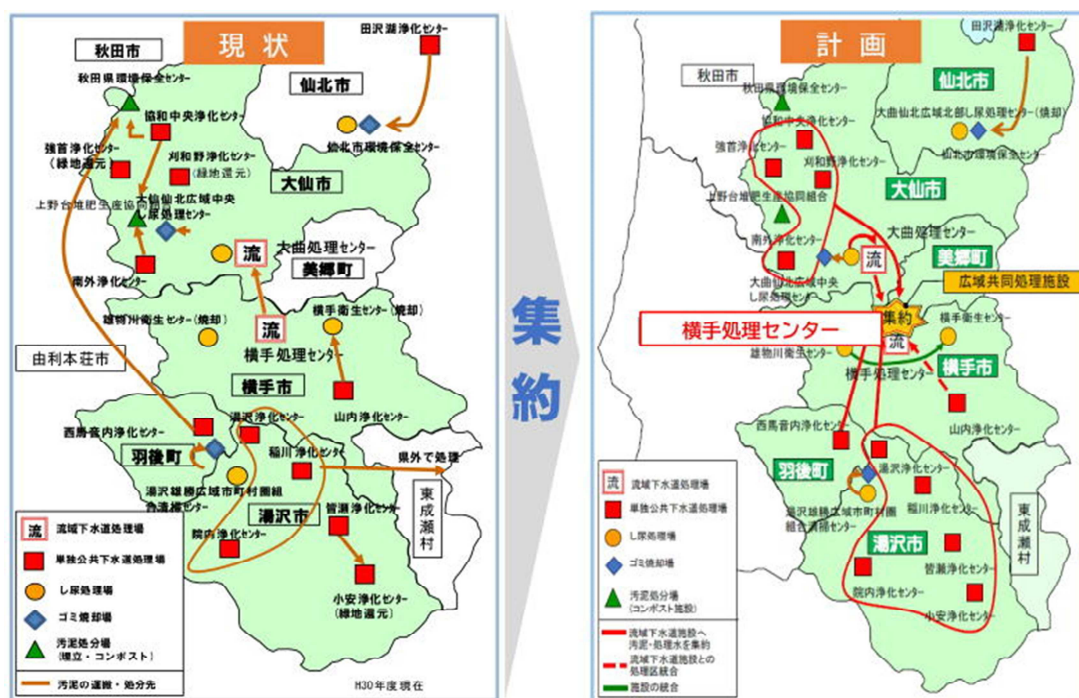 現 状
秋田市
秋田県環境保全センター
協和中央浄化センター
強首浄化センター
(緑地還元)
刈和野浄化センター
(緑地還元)
田沢湖浄化センター
仙北市
仙北市環境保全センター
大仙市
大仙仙北広域中央
し尿処理センター
南外浄化センター
流
大曲処理センター
美郷町
雄物川衛生センター(焼却)
流
横手処理センター
横手衛生センター(焼却)
由利本荘市
横手市
山内浄化センター
西馬音内浄化センター
羽後町
湯沢浄化センター
稲川浄化センター
県外で処理
湯沢雄勝広域市町村圏組
合清掃センター
湯沢市
皆瀬浄化センター
院内浄化センター
小安浄化センター
(緑地還元)
東成瀬村
流 流域下水道処理場
単独公共下水道処理場
し尿処理場
ゴミ焼却場
汚泥処分場
(埋立・コンポスト)
汚泥の運搬・処分先
H30年度現在
集
約
計 画
田沢湖浄化センター
秋田市
秋田県環境保全センター
仙北市
協和中央浄化センター
大曲仙北広域北部し尿処理センター(焼却)
仙北市環境保全センター
強首浄化センター
刈和野浄化センター
大仙市
上野台堆肥生産協同組合
南外浄化センター
大曲処理センター
流
美郷町
大曲仙北広域中央
し尿処理センター
広域共同処理施設
集約
横手処理センター
流
横手衛生センター
雄物川衛生センター
横手処理センター
横手市
山内浄化センター
西馬音内浄化センター
羽後町
湯沢浄化センター
稲川浄化センター
湯沢雄勝広域市町村圏
組合清掃センター
湯沢市
皆瀬浄化センター
院内浄化センター
小安浄化センター
東成瀬村
流 流域下水道処理場
単独公共下水道処理場
し尿処理場
ゴミ焼却場
汚泥処分場
(コンポスト施設)
流域下水道施設へ
汚泥・処理水を集約
流域下水道施設との
処理区統合
施設の統合